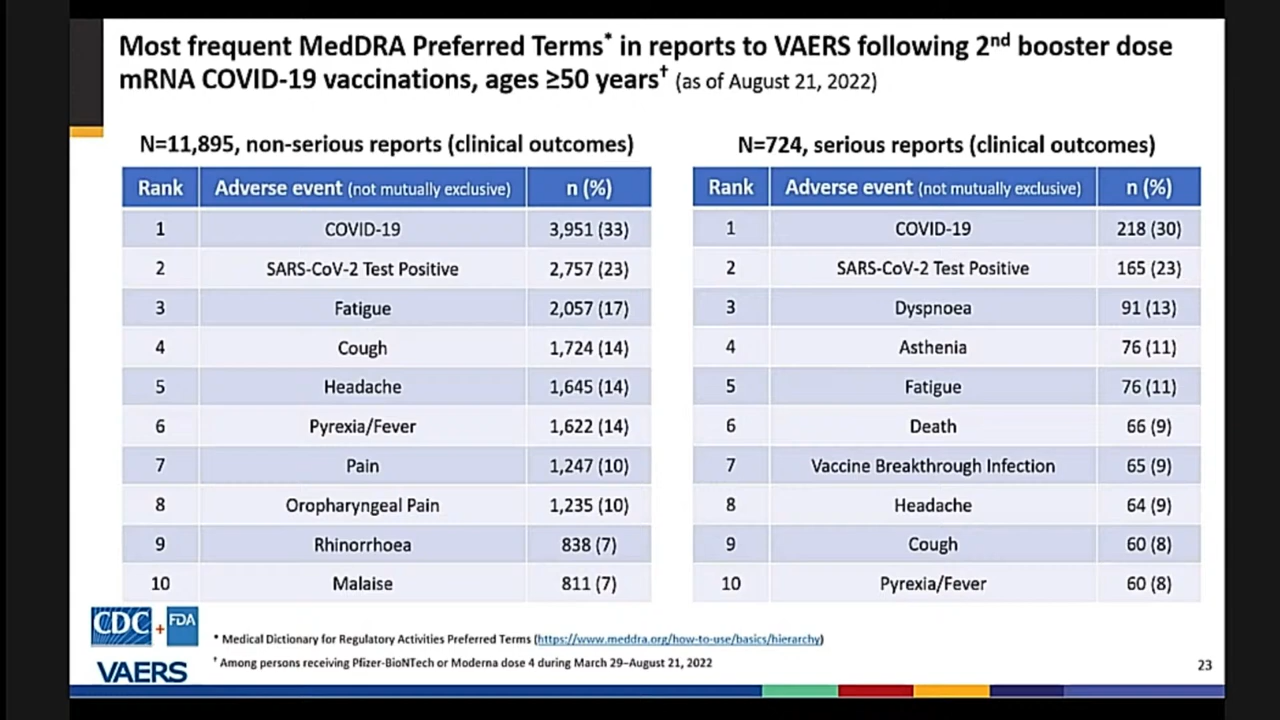 Most frequent MedDRA Preferred Terms* in reports to VAERS following 2nd booster dose
mRNA COVID-19 vaccinations, ages ≥50 years† (as of August 21, 2022)
N=11,895, non-serious reports (clinical outcomes)
Rank Adverse event (not mutually exclusive) n (%)
1 COVID-19 3,951 (33)
2 SARS-CoV-2 Test Positive 2,757 (23)
3 Fatigue 2,057 (17)
4 Cough 1,724 (14)
5 Headache 1,645 (14)
6 Pyrexia/Fever 1,622 (14)
7 Pain 1,247 (10)
8 Oropharyngeal Pain 1,235 (10)
9 Rhinorrhoea 838 (7)
10 Malaise 811 (7)
N=724, serious reports (clinical outcomes)
Rank Adverse event (not mutually exclusive) n (%)
1 COVID-19 218 (30)
2 SARS-CoV-2 Test Positive 165 (23)
3 Dyspnoea 91 (13)
4 Asthenia 76 (11)
5 Fatigue 76 (11)
6 Death 66 (9)
7 Vaccine Breakthrough Infection 65 (9)
8 Headache 64 (9)
9 Cough 60 (8)
10 Pyrexia/Fever 60 (8)
CDC + FDA
VAERS
* Medical Dictionary for Regulatory Activities Preferred Terms (https://www.meddra.org/how-to-use/basics/hierarchy)
† Among persons receiving Pfizer-BioNTech or Moderna dose 4 during March 29–August 21, 2022
23